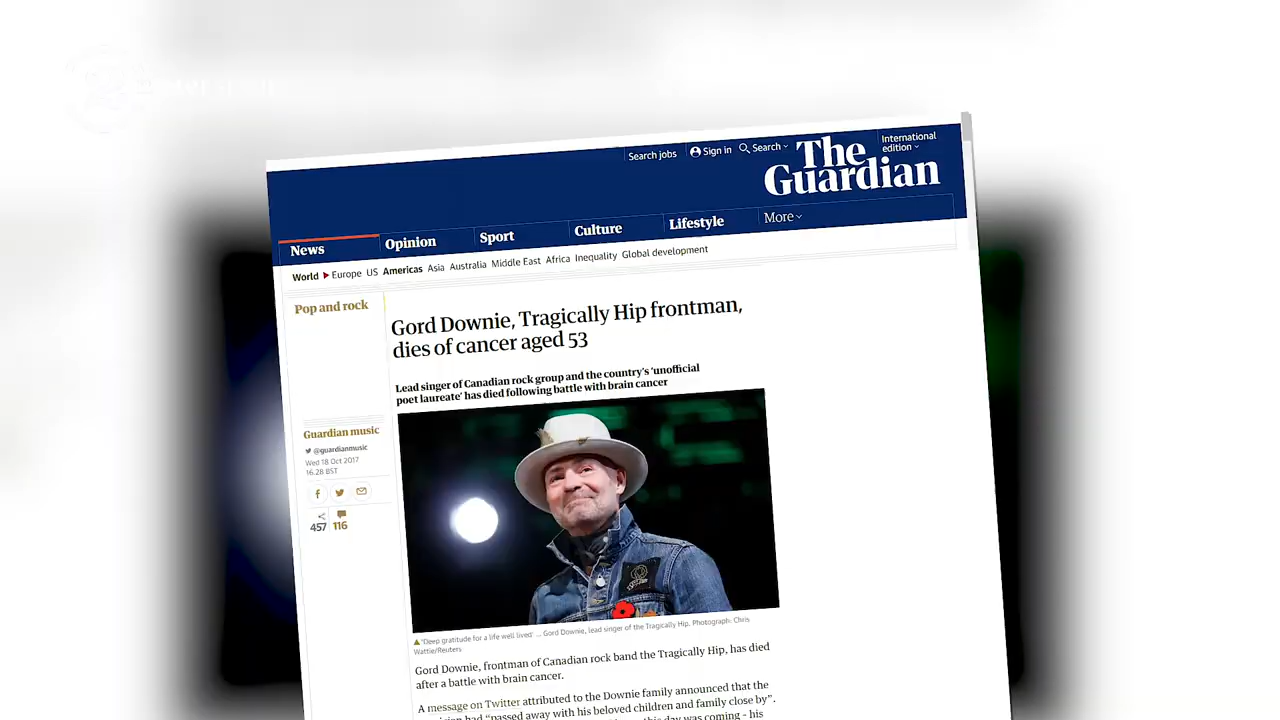 Search jobs
Sign in
Search
International
edition
The
Guardian
News
Opinion
Sport
Culture
Lifestyle
More
World
Europe
US
Americas
Asia
Australia
Middle East
Africa
Inequality
Global development
Pop and rock
Gord Downie, Tragically Hip frontman,
dies of cancer aged 53
Lead singer of Canadian rock group and the country's 'unofficial
poet laureate' has died following battle with brain cancer
Guardian music
@guardianmusic
Wed 18 Oct 2017
16.28 BST
457
116
'Deep gratitude for a life well lived' ... Gord Downie, lead singer of the Tragically Hip. Photograph: Chris
Wattie/Reuters
Gord Downie, frontman of Canadian rock band the Tragically Hip, has died
after a battle with brain cancer.
A message on Twitter attributed to the Downie family announced that the
had "passed away with his beloved children and family close by".
this day was coming - his